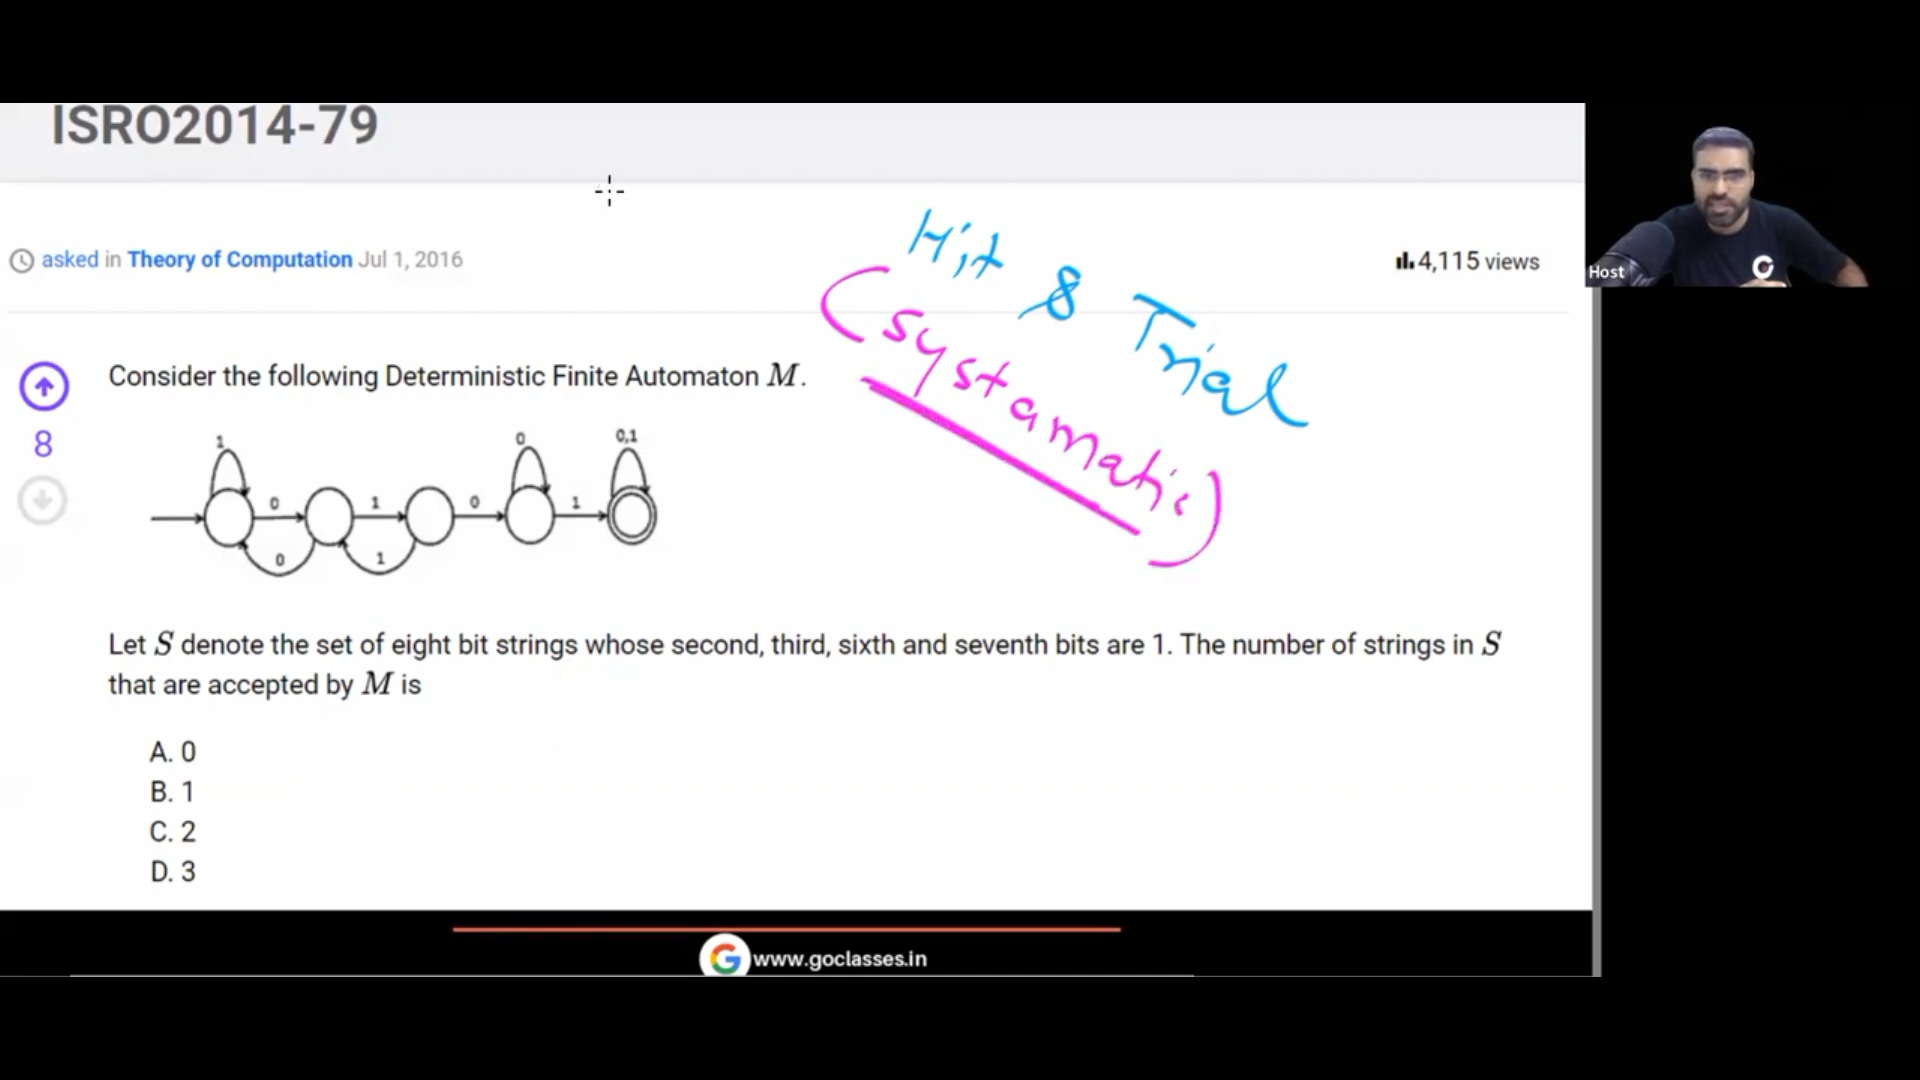 ISRO2014-79
asked in Theory of Computation Jul 1, 2016
4,115 views
Host
Hit & Trial
(systamatic)
8
Consider the following Deterministic Finite Automaton M.
1 0 0,1
0 1 0 1
0 1
Let S denote the set of eight bit strings whose second, third, sixth and seventh bits are 1. The number of strings in S
that are accepted by M is
A. 0
B. 1
C. 2
D. 3
www.goclasses.in